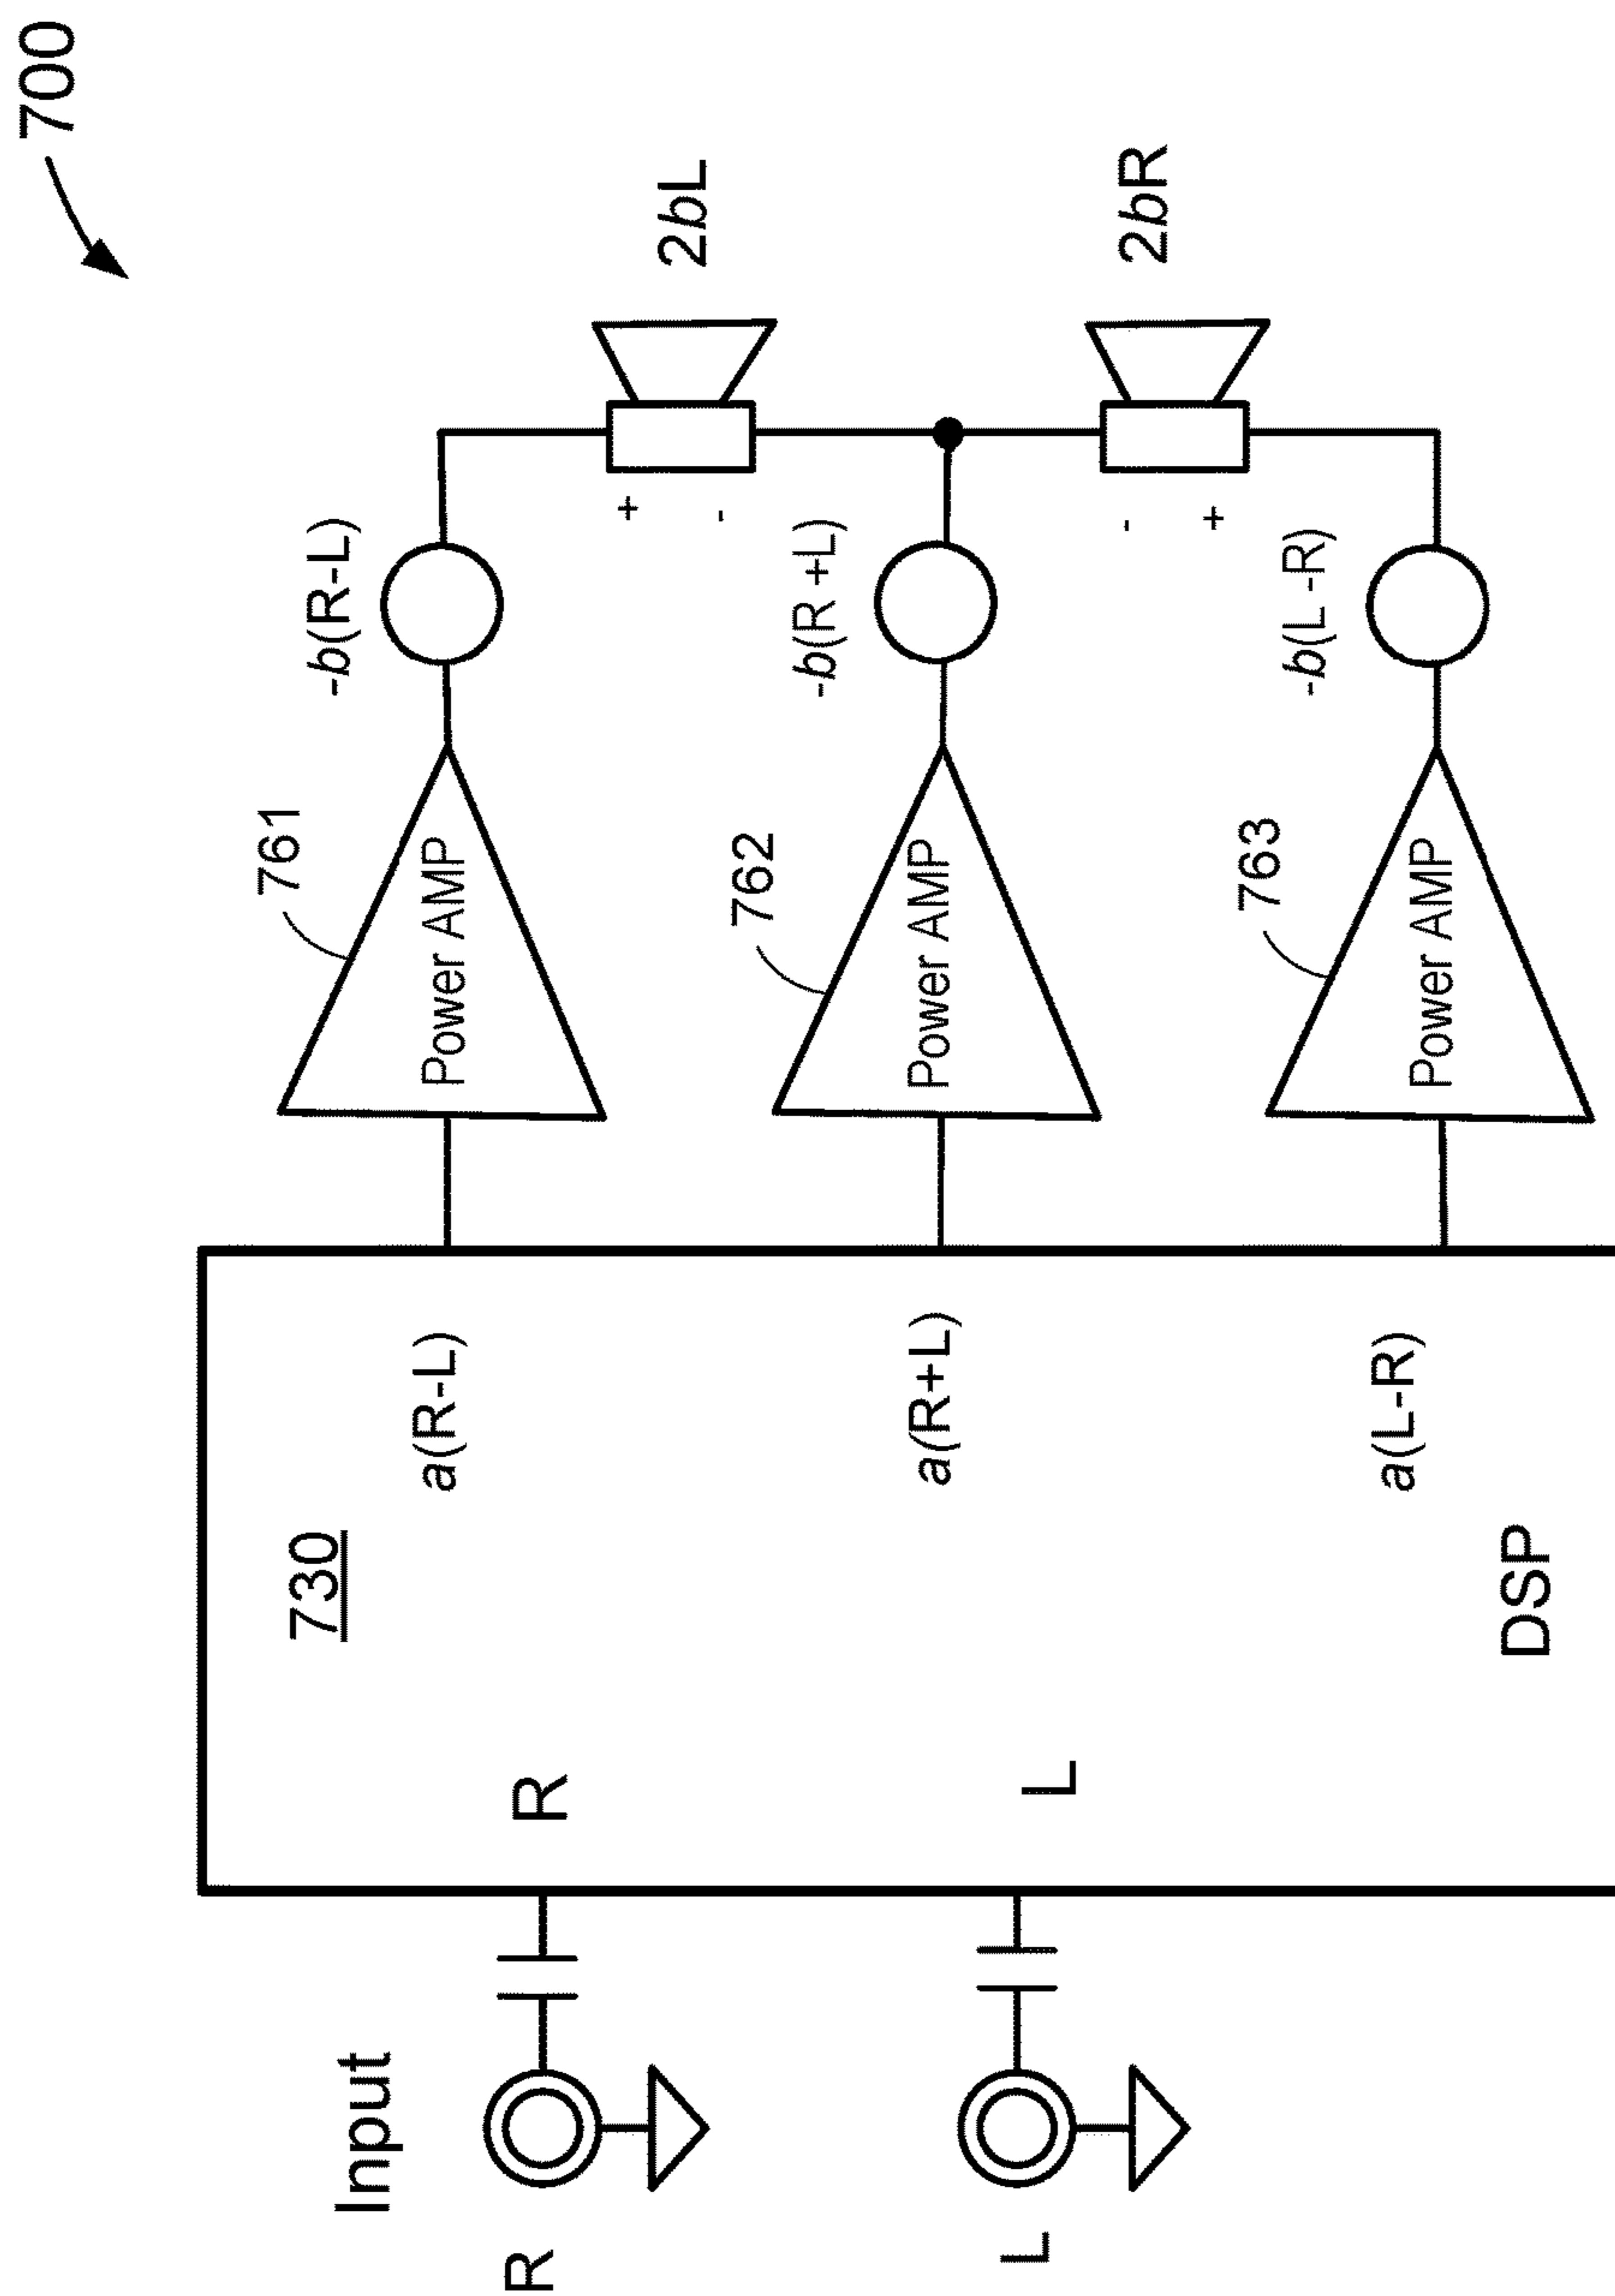 700
Input
R
L
730
R
L
DSP
a(R-L)
a(R+L)
a(L-R)
761
Power AMP
762
Power AMP
763
Power AMP
-b(R-L)
-b(R +L)
-b(L -R)
+
-
-
+
2bL
2bR